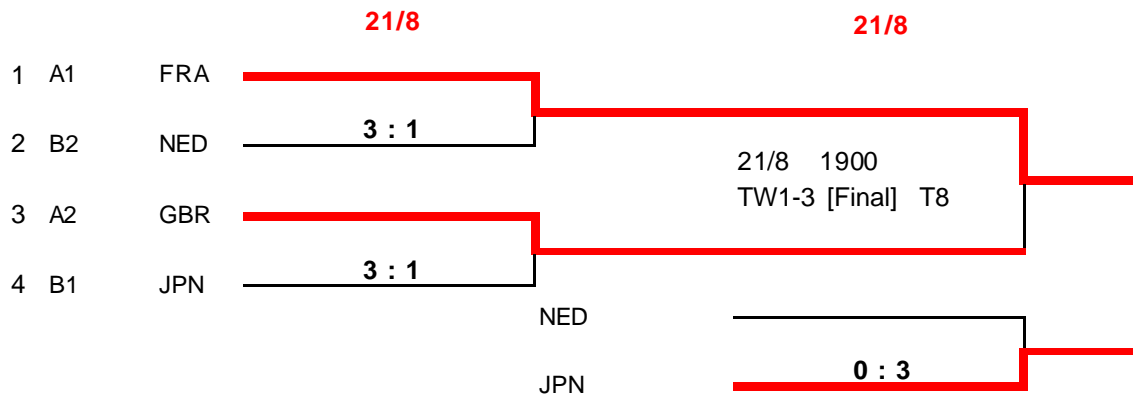 21/8 21/8
1 A1 FRA
3 : 1
2 B2 NED
21/8 1900
TW1-3 [Final] T8
3 A2 GBR
3 : 1
4 B1 JPN
NED
0 : 3
JPN